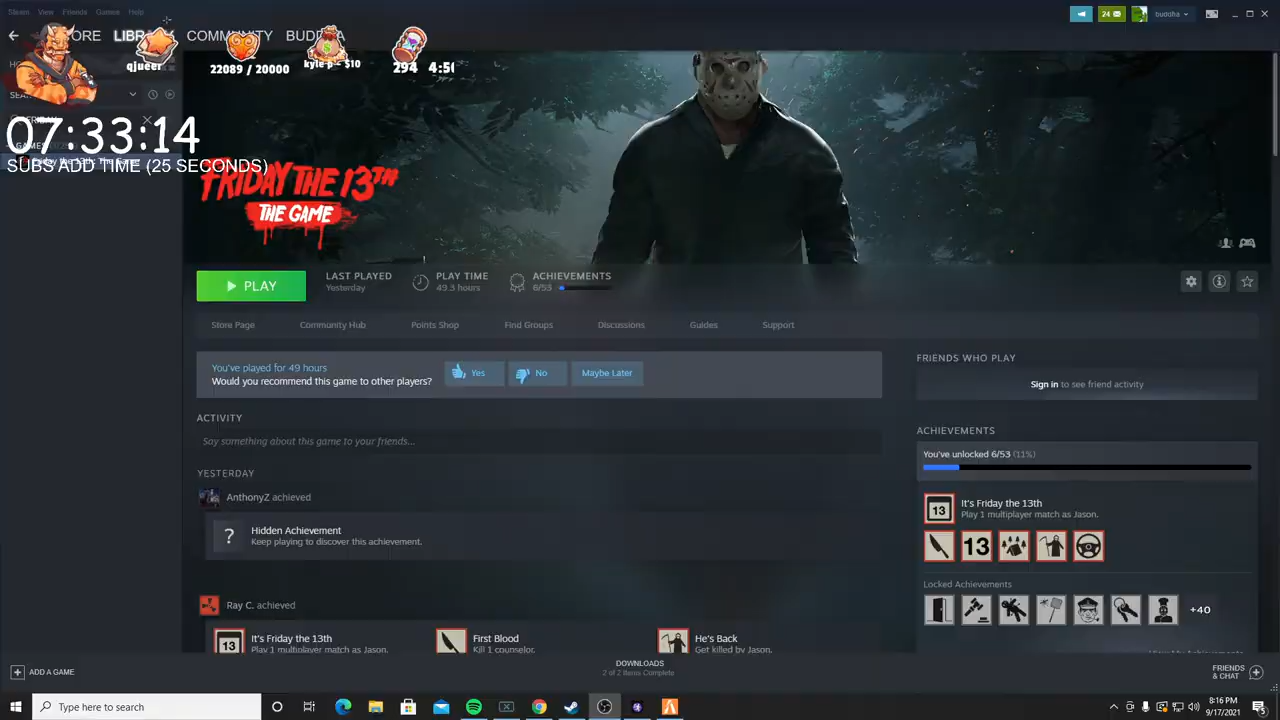 Steam View Friends Games Help
24
buddha
LIBR
COMMUNITY
qjueer
22089 / 20000
kyle p - $10
294
07:33:14
SUBS ADD TIME (25 SECONDS)
FRIDAY THE 13TH
THE GAME
PLAY
LAST PLAYED
Yesterday
PLAY TIME
49.3 hours
ACHIEVEMENTS
6/53
Store Page
Community Hub
Points Shop
Find Groups
Discussions
Guides
Support
You've played for 49 hours
Would you recommend this game to other players?
Yes
No
Maybe Later
FRIENDS WHO PLAY
Sign in to see friend activity
ACTIVITY
Say something about this game to your friends...
YESTERDAY
AnthonyZ achieved
?
Hidden Achievement
Keep playing to discover this achievement.
Ray C. achieved
13
It's Friday the 13th
Play 1 multiplayer match as Jason.
First Blood
Kill 1 counselor.
He's Back
Get killed by Jason.
ACHIEVEMENTS
You've unlocked 6/53 (11%)
13
It's Friday the 13th
Play 1 multiplayer match as Jason.
13
Locked Achievements
+40
View My Achievements
ADD A GAME
DOWNLOADS
2 of 2 Items Complete
FRIENDS
& CHAT
Type here to search
8:16 PM
9/17/2021